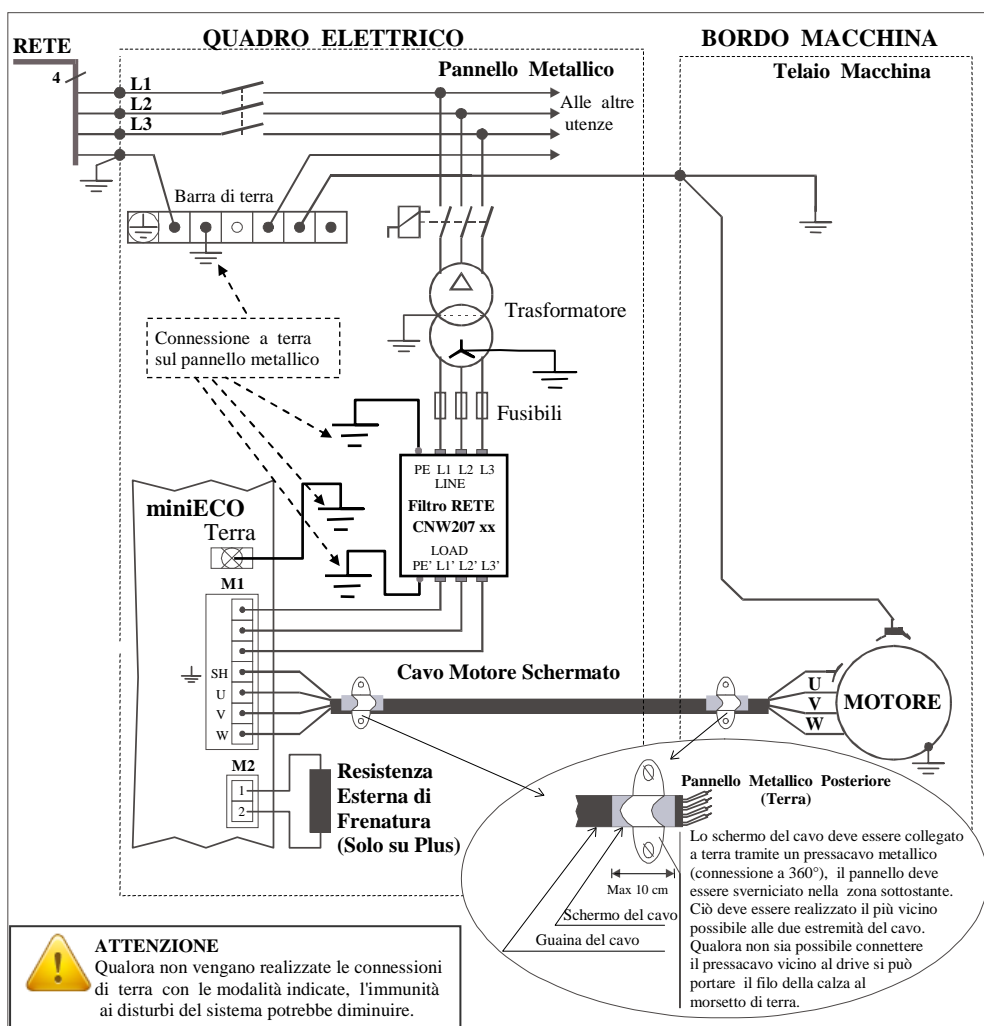 RETE
QUADRO ELETTRICO
BORDO MACCHINA
Pannello Metallico
Telaio Macchina
4
L1
L2
L3
Alle altre
utenze
Barra di terra
Trasformatore
Connessione a terra
sul pannello metallico
Fusibili
PE L1 L2 L3
LINE
Filtro RETE
CNW207 xx
LOAD
PE' L1' L2' L3'
miniECO
Terra
M1
SH
U
V
W
Cavo Motore Schermato
U
V
W
MOTORE
M2
1
2
Resistenza
Esterna di
Frenatura
(Solo su Plus)
Pannello Metallico Posteriore
(Terra)
Max 10 cm
Schermo del cavo
Guaina del cavo
Lo schermo del cavo deve essere collegato
a terra tramite un pressacavo metallico
(connessione a 360°), il pannello deve
essere sverniciato nella zona sottostante.
Ciò deve essere realizzato il più vicino
possibile alle due estremità del cavo.
Qualora non sia possibile connettere
il pressacavo vicino al drive si può
portare il filo della calza al
morsetto di terra.
ATTENZIONE
Qualora non vengano realizzate le connessioni
di terra con le modalità indicate, l'immunità
ai disturbi del sistema potrebbe diminuire.